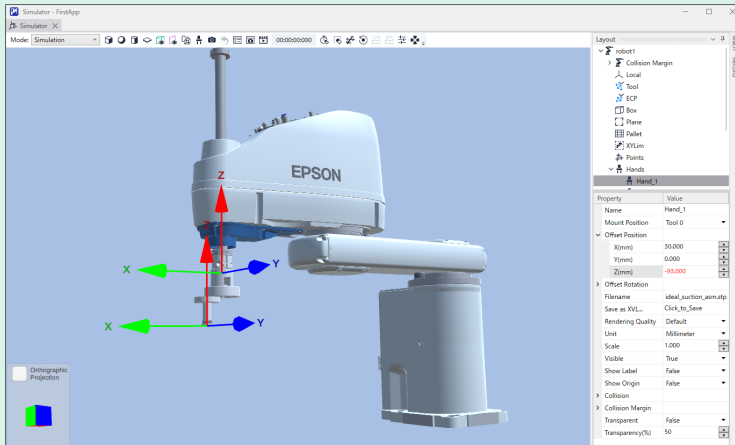 Simulator - FirstApp
Simulator
Mode: Simulation
00:00:00:000
Layout
robot1
Collision Margin
Local
Tool
ECP
Box
Plane
Pallet
XYLim
Points
Hands
Hand_1
EPSON
Z
Z
X
Y
X
Y
Orthographic
Projection
Property Value
Name Hand_1
Mount Position Tool 0
Offset Position
X(mm) 30.000
Y(mm) 0.000
Z(mm) -93.000
Offset Rotation
Filename ideal_suction_asm.stp
Save as XVL... Click_to_Save
Rendering Quality Default
Unit Millimeter
Scale 1.000
Visible True
Show Label False
Show Origin False
Collision
Collision Margin
Transparent False
Transparency(%) 50